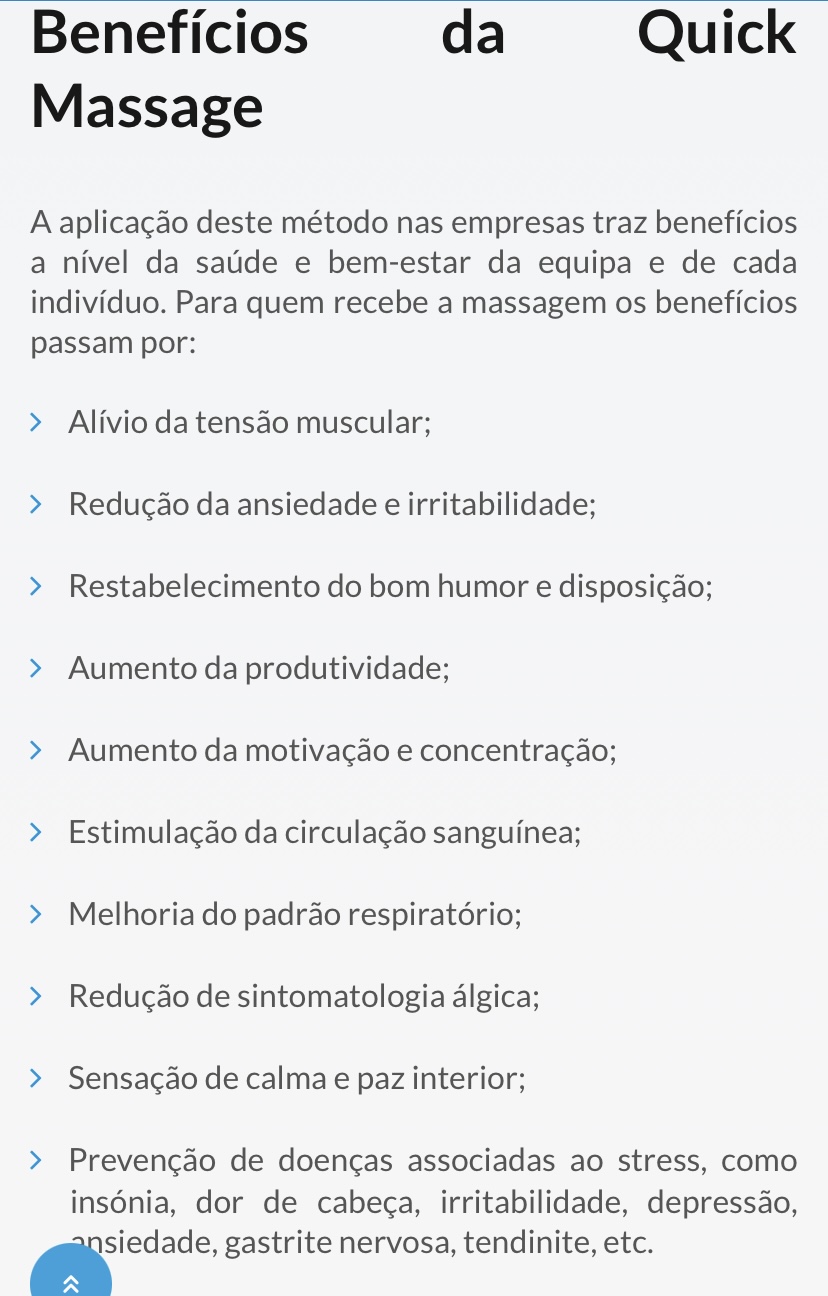 Benefícios da Quick
Massage
A aplicação deste método nas empresas traz benefícios
a nível da saúde e bem-estar da equipa e de cada
indivíduo. Para quem recebe a massagem os benefícios
passam por:
Alívio da tensão muscular;
Redução da ansiedade e irritabilidade;
Restabelecimento do bom humor e disposição;
Aumento da produtividade;
Aumento da motivação e concentração;
Estimulação da circulação sanguínea;
Melhoria do padrão respiratório;
Redução de sintomatologia álgica;
Sensação de calma e paz interior;
Prevenção de doenças associadas ao stress, como
insónia, dor de cabeça, irritabilidade, depressão,
ansiedade, gastrite nervosa, tendinite, etc.